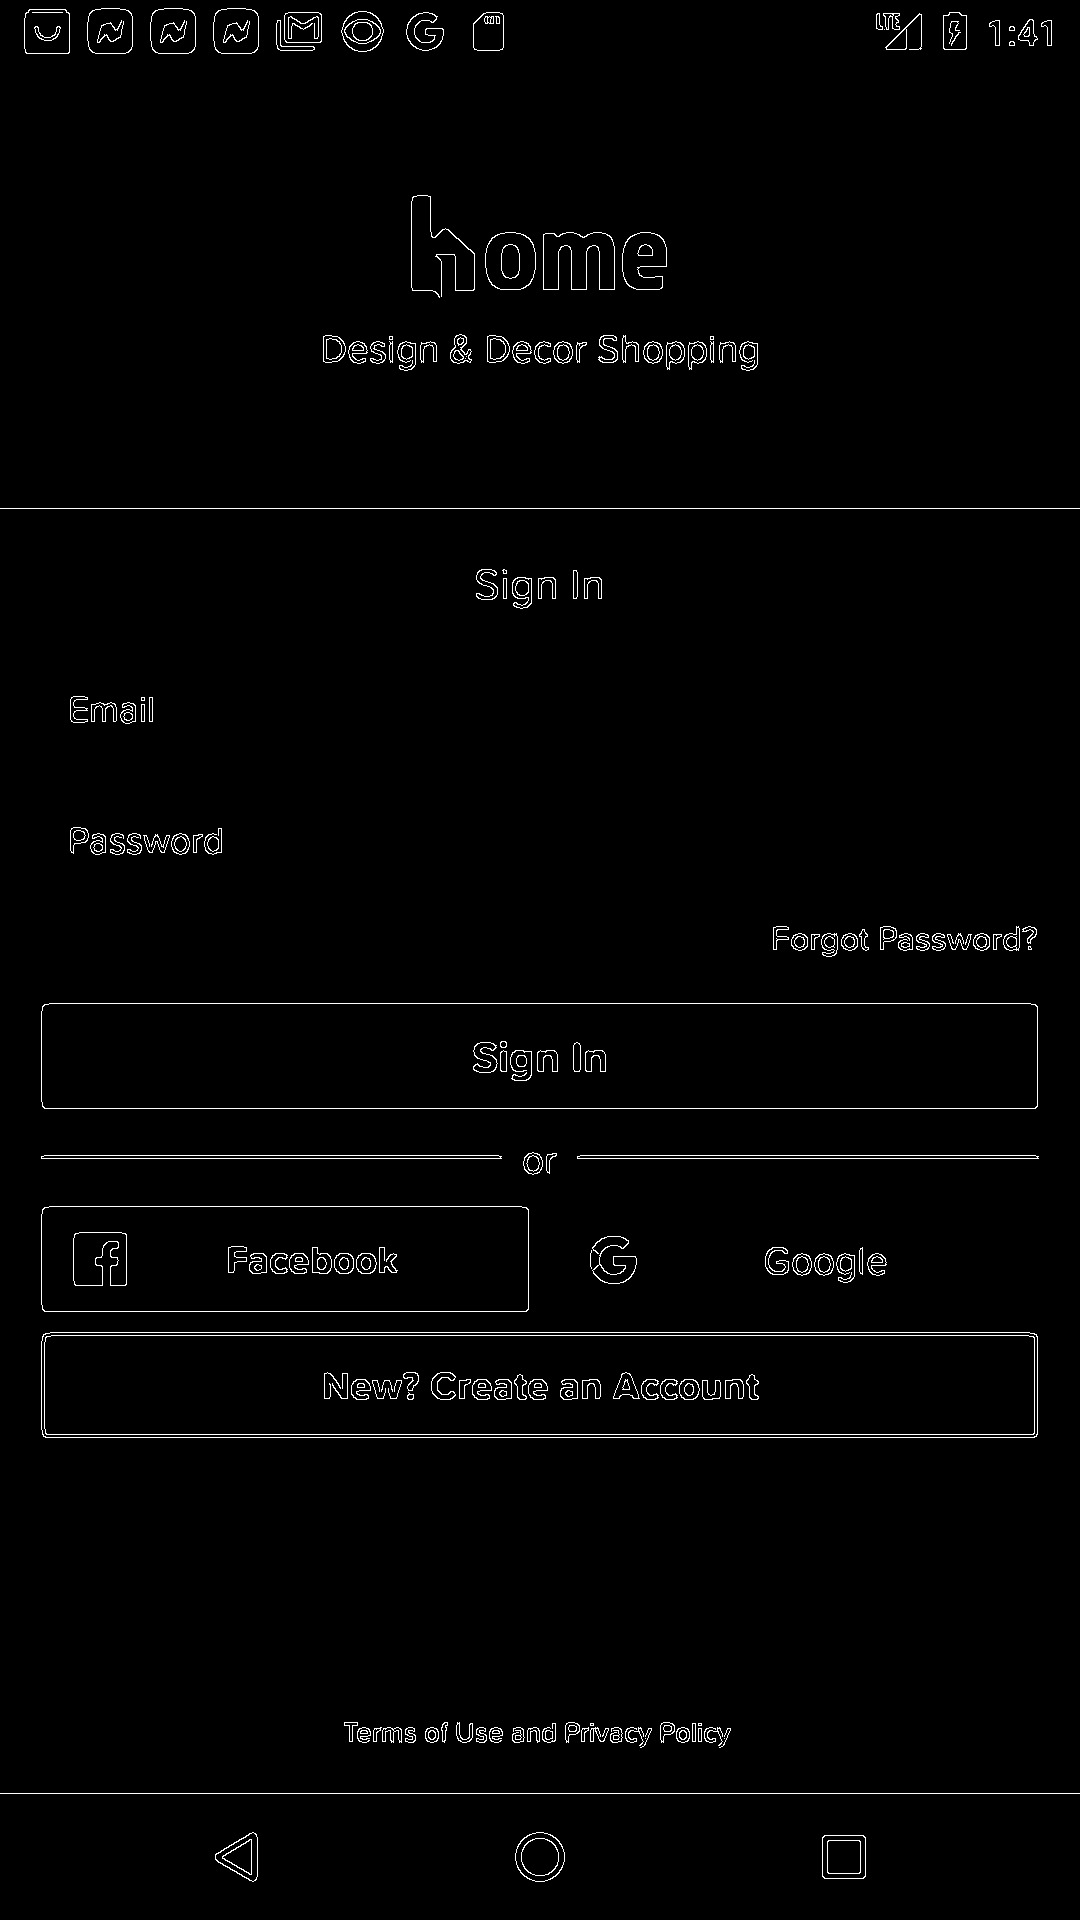 LTE 1:41
home
Design & Decor Shopping
Sign In
Email
Password
Forgot Password?
Sign In
or
Facebook Google
New? Create an Account
Terms of Use and Privacy Policy